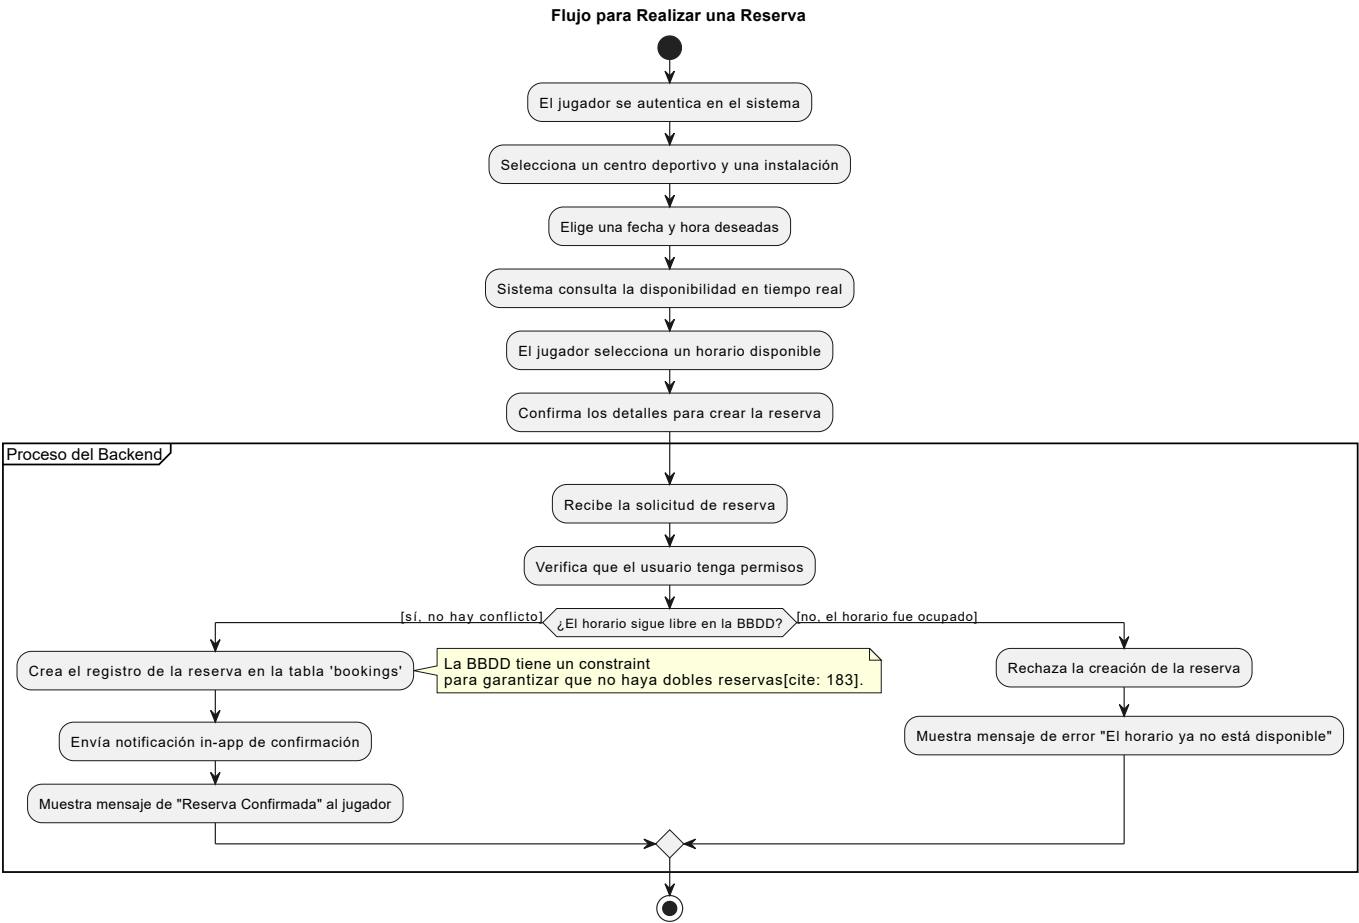 Flujo para Realizar una Reserva
El jugador se autentica en el sistema
Selecciona un centro deportivo y una instalación
Elige una fecha y hora deseadas
Sistema consulta la disponibilidad en tiempo real
El jugador selecciona un horario disponible
Confirma los detalles para crear la reserva
Proceso del Backend
Recibe la solicitud de reserva
Verifica que el usuario tenga permisos
[sí, no hay conflicto]
¿El horario sigue libre en la BBDD?
[no, el horario fue ocupado]
Crea el registro de la reserva en la tabla 'bookings'
La BBDD tiene un constraint
para garantizar que no haya dobles reservas[cite: 183].
Envía notificación in-app de confirmación
Muestra mensaje de "Reserva Confirmada" al jugador
Rechaza la creación de la reserva
Muestra mensaje de error "El horario ya no está disponible"